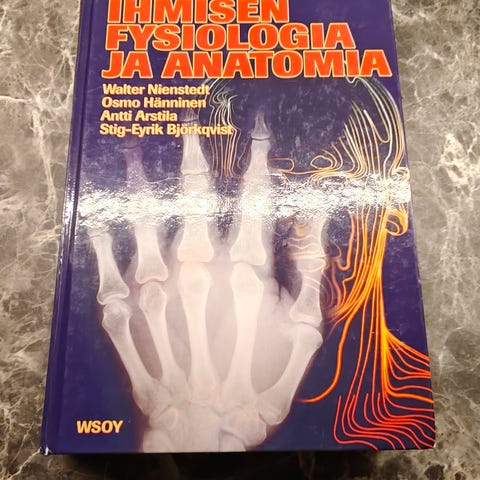 IHMISEN
FYSIOLOGIA
JA ANATOMIA
Walter Nienstedt
Osmo Hänninen
Antti Arstila
Stig-Eyrik Björkqvist
WSOY